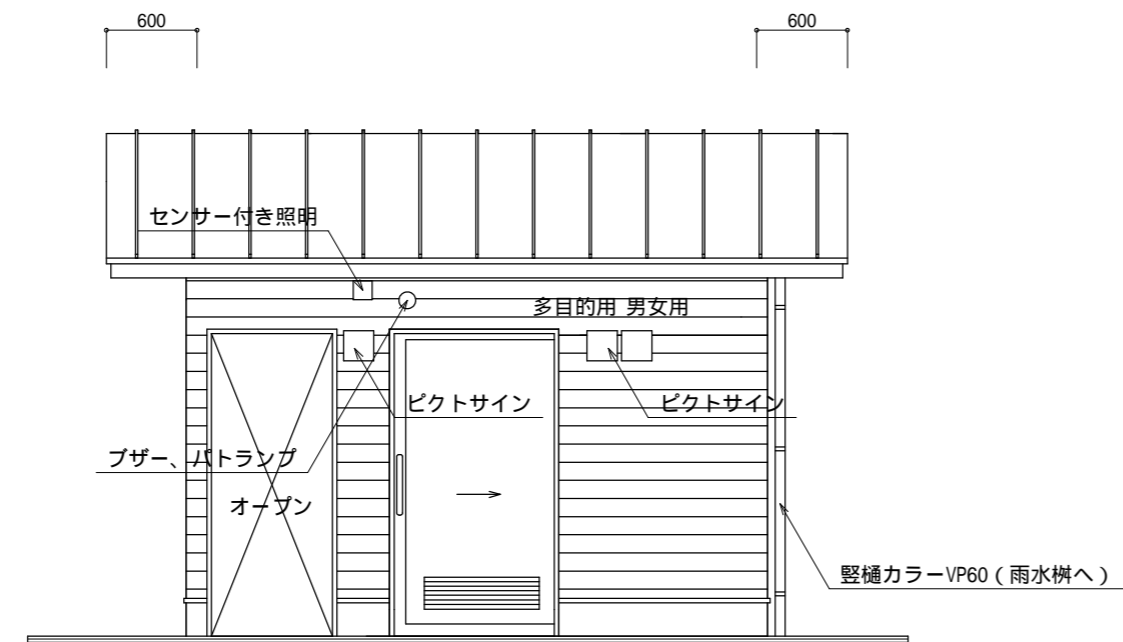 600
600
センサー付き照明
多目的用 男女用
ピクトサイン
ピクトサイン
ブザー、パトランプ
オープン
竪樋カラーVP60（雨水桝へ）